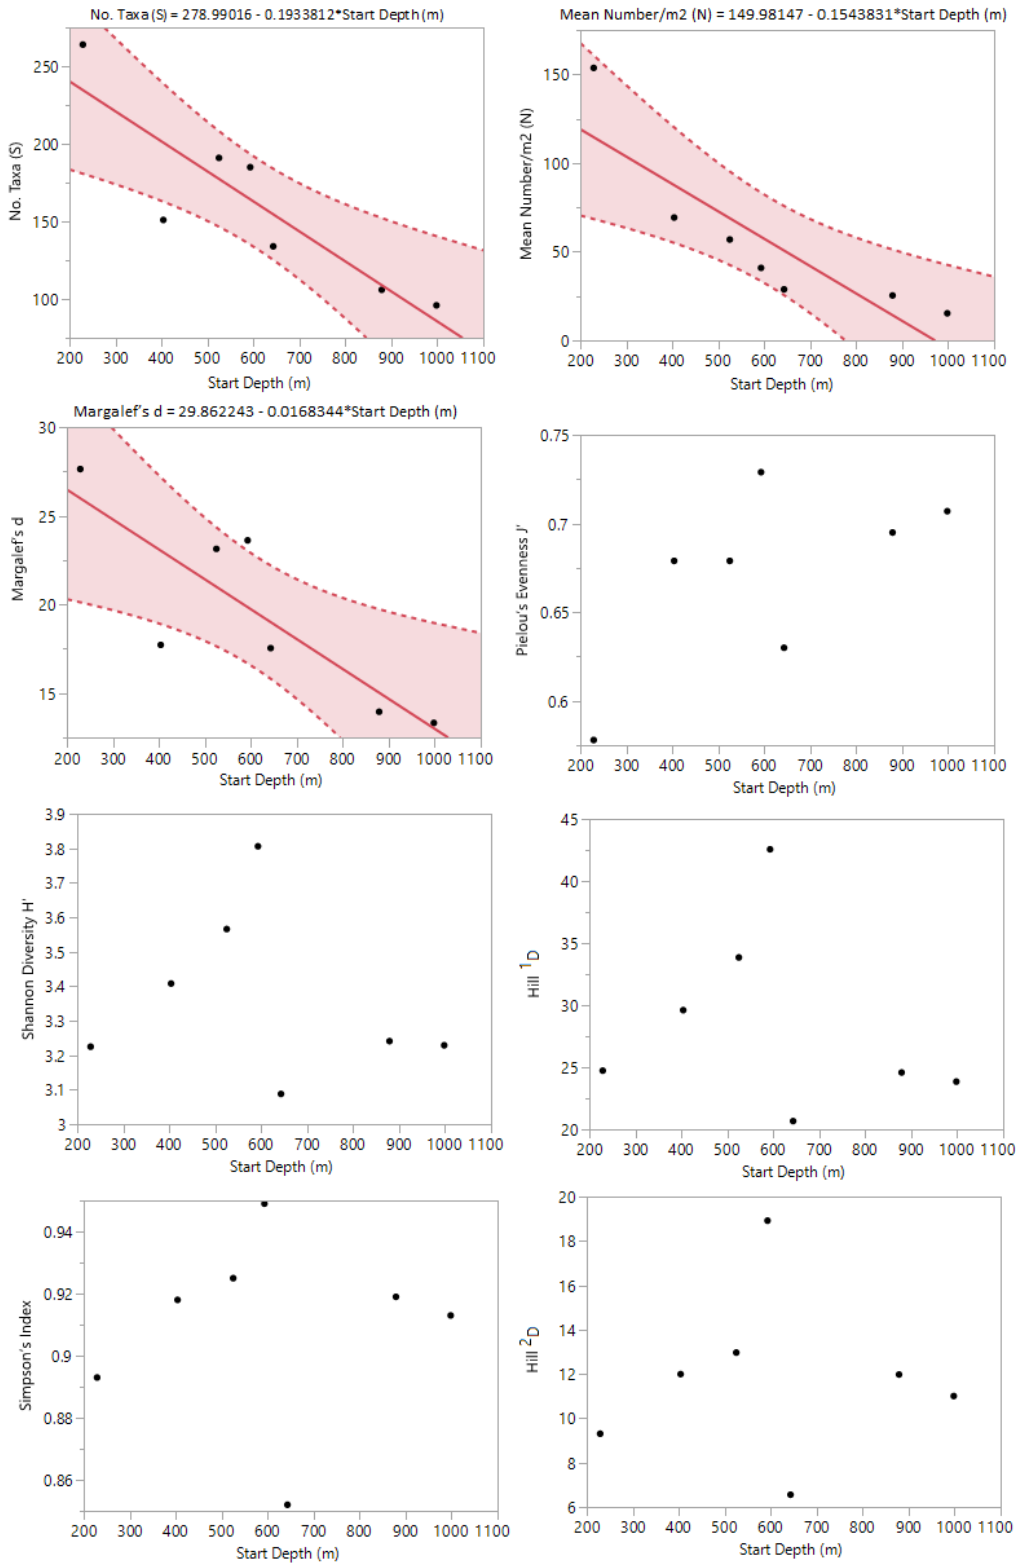 No. Taxa (S) = 278.99016 - 0.1933812*Start Depth (m)
250
200
150
100
No. Taxa (S)
200 300 400 500 600 700 800 900 1000 1100
Start Depth (m)
Mean Number/m2 (N) = 149.98147 - 0.1543831*Start Depth (m)
150
100
50
0
Mean Number/m2 (N)
200 300 400 500 600 700 800 900 1000 1100
Start Depth (m)
Margalef's d = 29.862243 - 0.0168344*Start Depth (m)
30
25
20
15
Margalef's d
200 300 400 500 600 700 800 900 1000 1100
Start Depth (m)
0.75
0.7
0.65
0.6
Pielou's Evenness J'
200 300 400 500 600 700 800 900 1000 1100
Start Depth (m)
3.9
3.8
3.7
3.6
3.5
3.4
3.3
3.2
3.1
3
Shannon Diversity H'
200 300 400 500 600 700 800 900 1000 1100
Start Depth (m)
45
40
35
30
25
20
Hill 1D
200 300 400 500 600 700 800 900 1000 1100
Start Depth (m)
0.94
0.92
0.9
0.88
0.86
Simpson's Index
200 300 400 500 600 700 800 900 1000 1100
Start Depth (m)
20
18
16
14
12
10
8
6
Hill 2D
200 300 400 500 600 700 800 900 1000 1100
Start Depth (m)